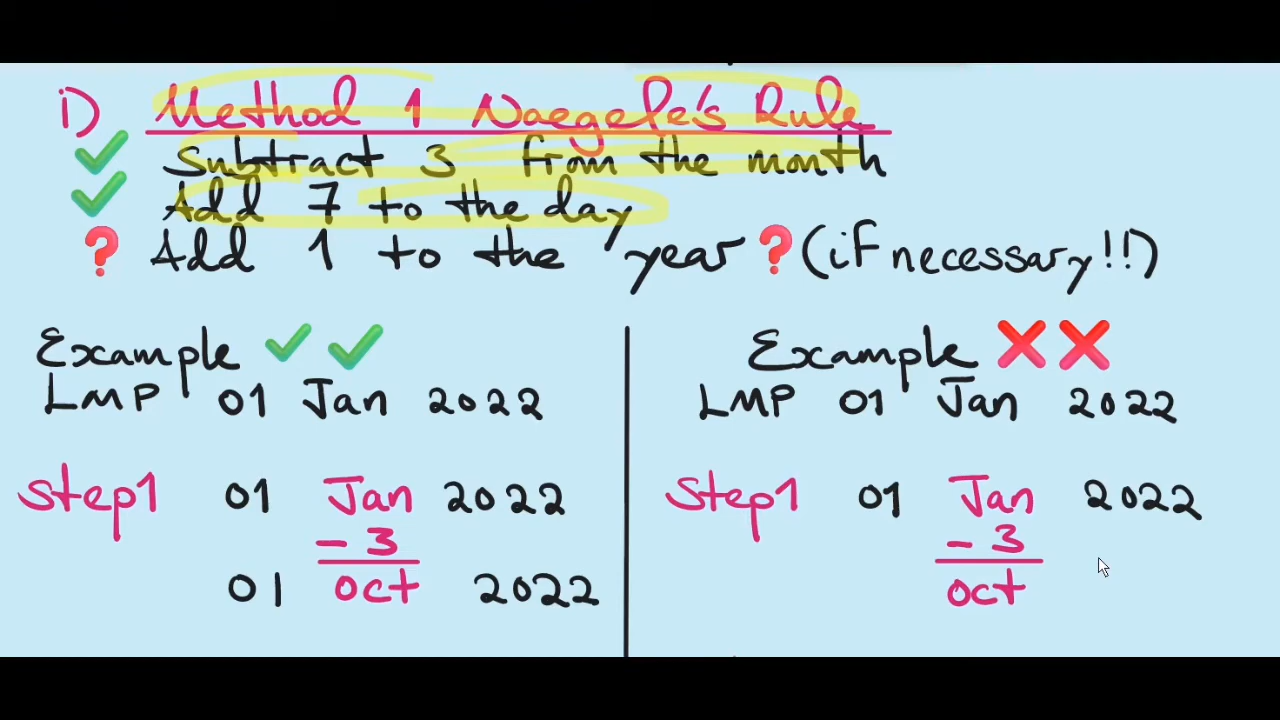 1) Method 1 Naegele's Rule
Subtract 3 from the month
Add 7 to the day
Add 1 to the year ? (if necessary!!)
Example
LMP 01 Jan 2022
Step1 01 Jan 2022
- 3
01 Oct 2022
Example
LMP 01 Jan 2022
Step1 01 Jan 2022
- 3
Oct